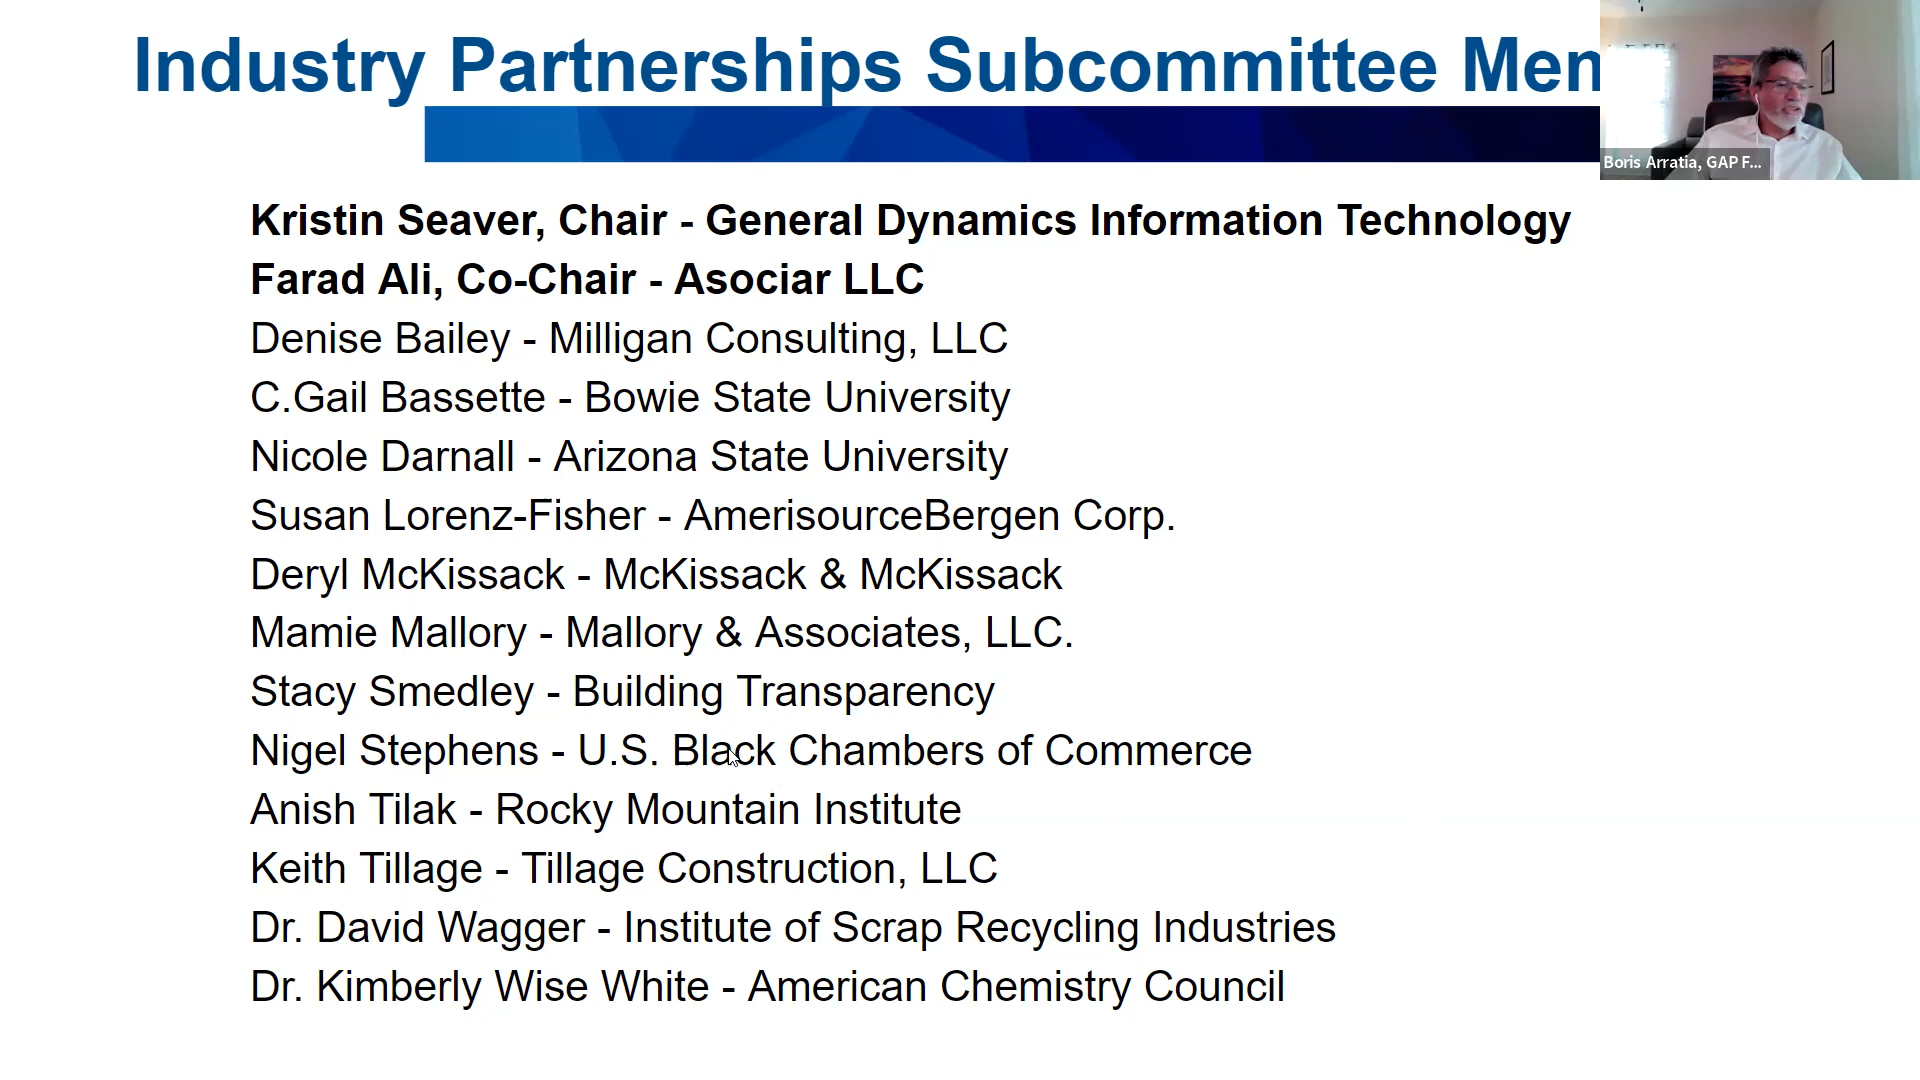 Industry Partnerships Subcommittee Mem
Boris Arratia, GAP F...
Kristin Seaver, Chair - General Dynamics Information Technology
Farad Ali, Co-Chair - Asociar LLC
Denise Bailey - Milligan Consulting, LLC
C.Gail Bassette - Bowie State University
Nicole Darnall - Arizona State University
Susan Lorenz-Fisher - AmerisourceBergen Corp.
Deryl McKissack - McKissack & McKissack
Mamie Mallory - Mallory & Associates, LLC.
Stacy Smedley - Building Transparency
Nigel Stephens - U.S. Black Chambers of Commerce
Anish Tilak - Rocky Mountain Institute
Keith Tillage - Tillage Construction, LLC
Dr. David Wagger - Institute of Scrap Recycling Industries
Dr. Kimberly Wise White - American Chemistry Council